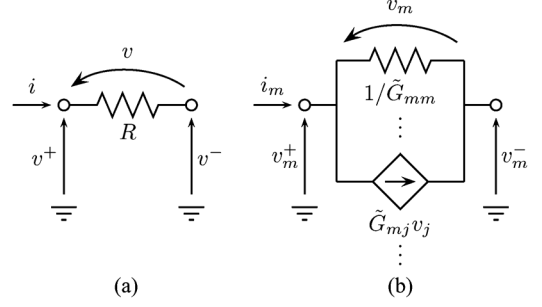 v
i
R
v⁺
v⁻
(a)
v_m
i_m
1/G̃_mm
⋮
v_m⁺
v_m⁻
G̃_mj v_j
⋮
(b)